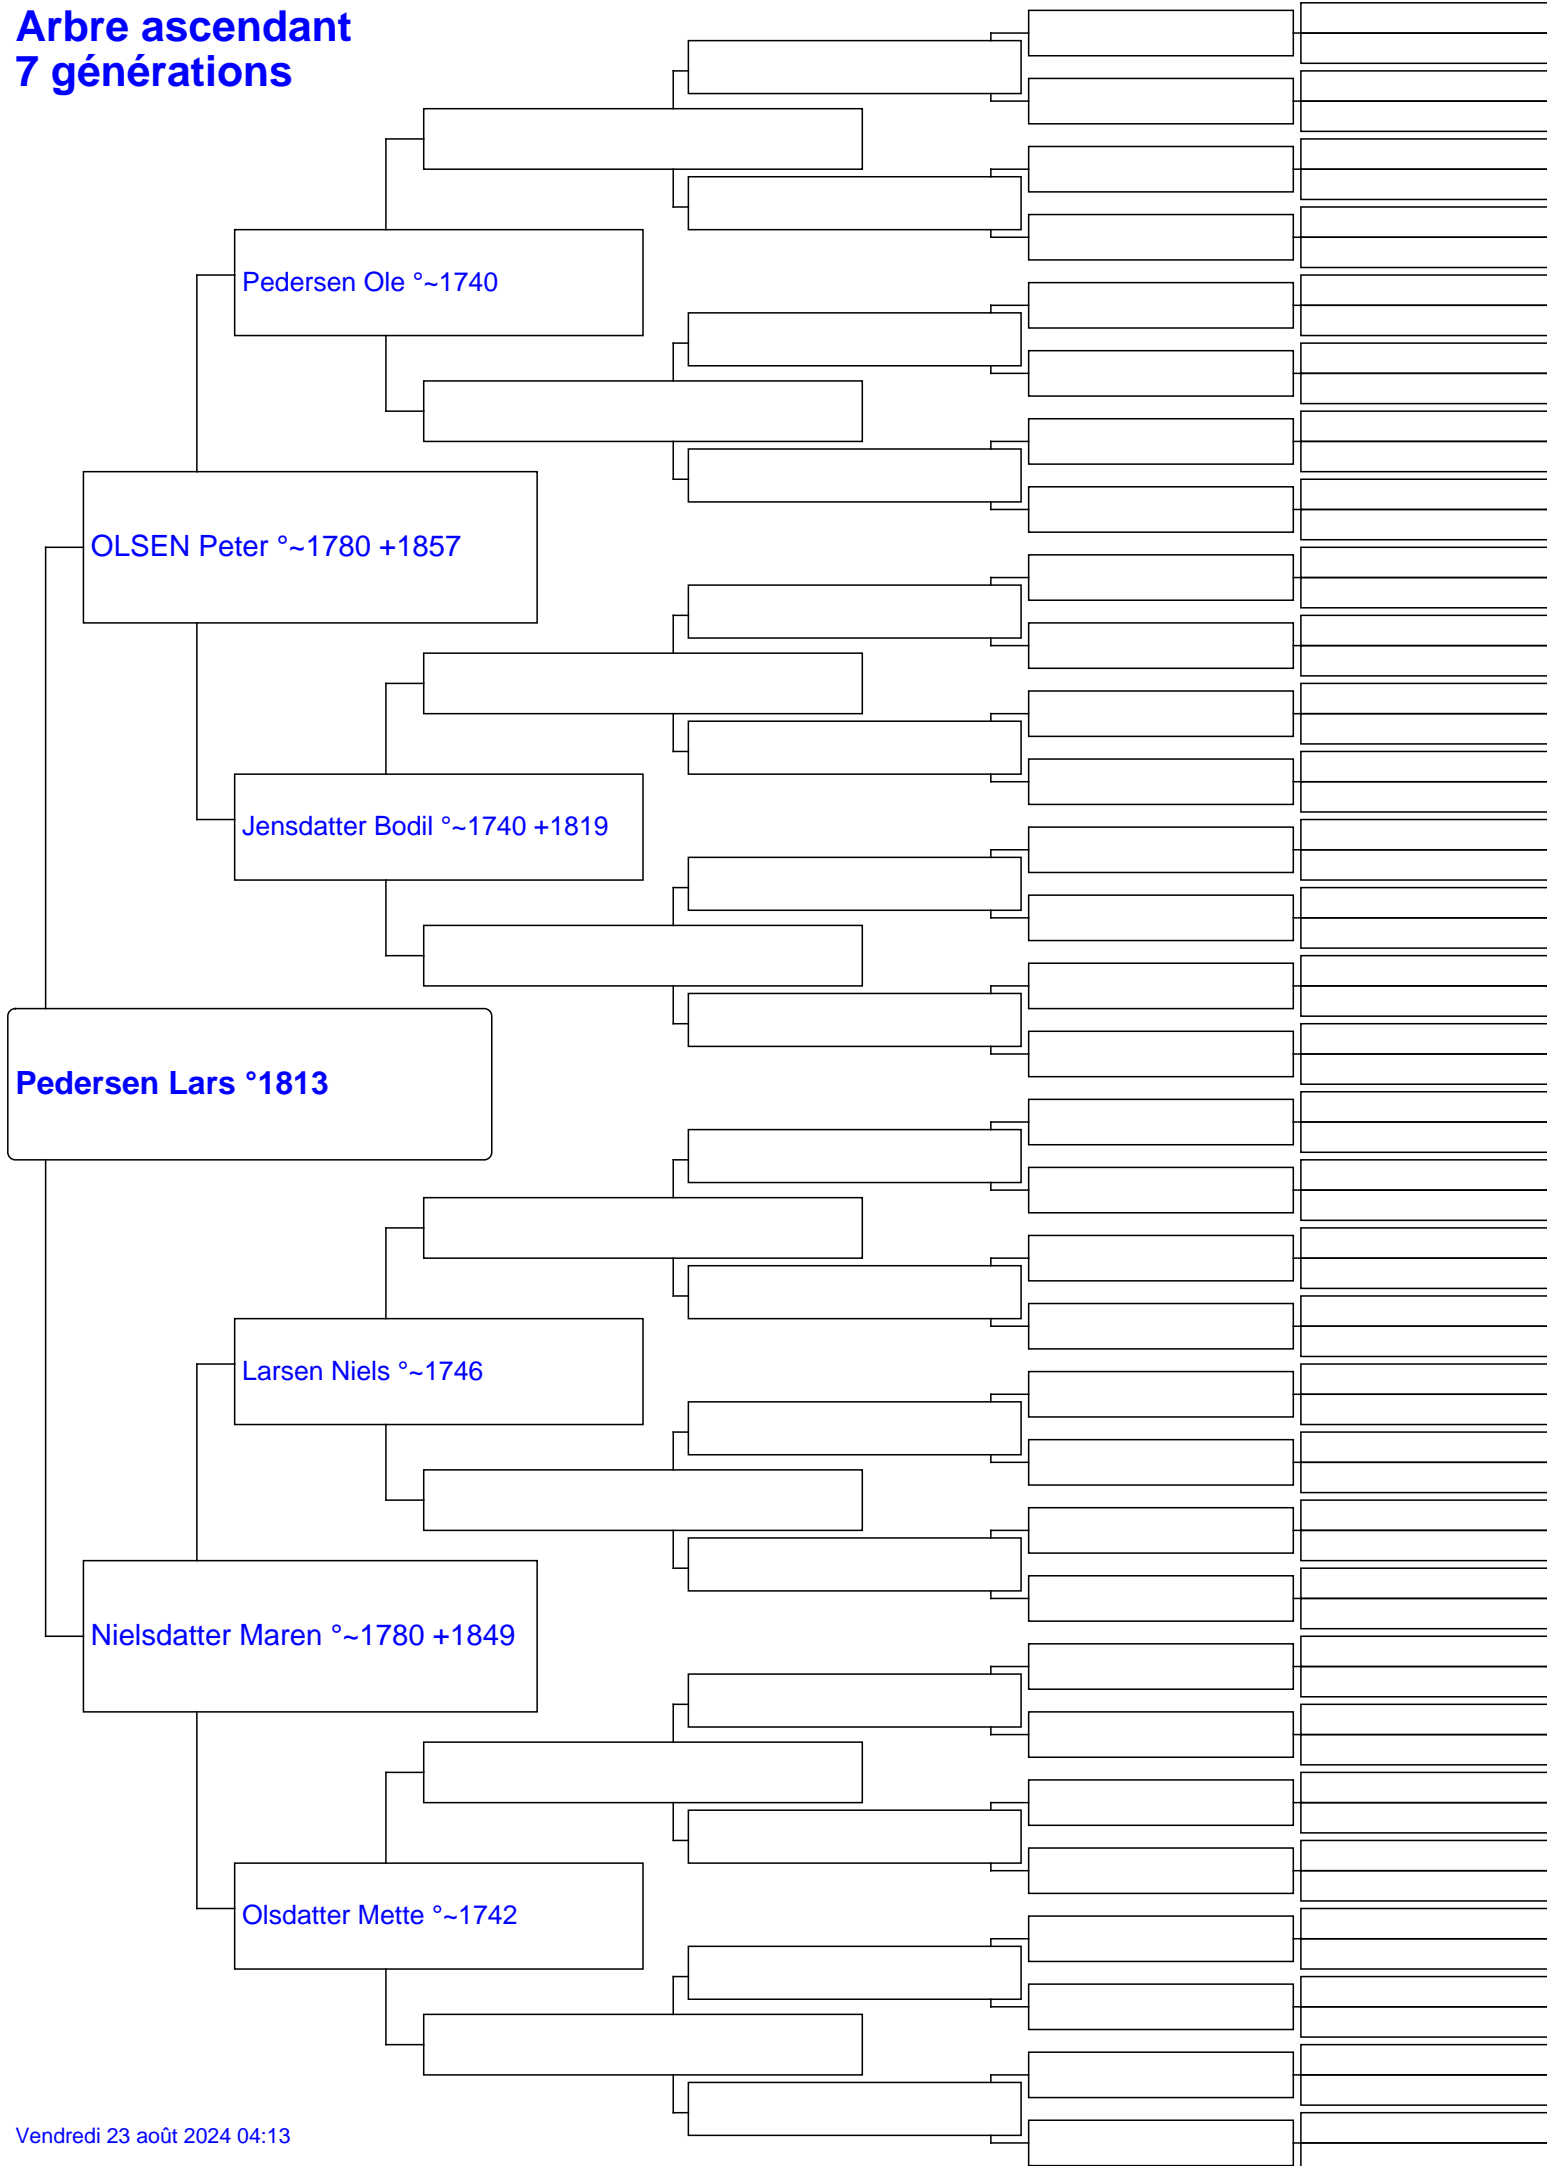 Arbre ascendant
7 générations
Pedersen Ole °~1740
OLSEN Peter °~1780 +1857
Jensdatter Bodil °~1740 +1819
Pedersen Lars °1813
Larsen Niels °~1746
Nielsdatter Maren °~1780 +1849
Olsdatter Mette °~1742
Vendredi 23 août 2024 04:13